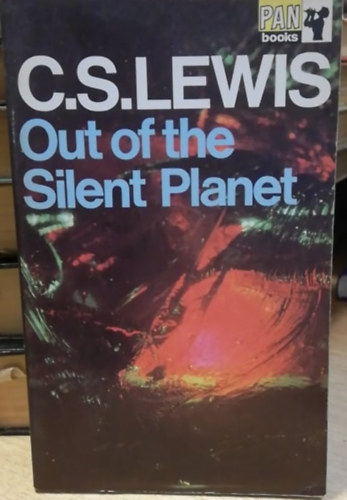 PAN
books
C.S.LEWIS
Out of the
Silent Planet